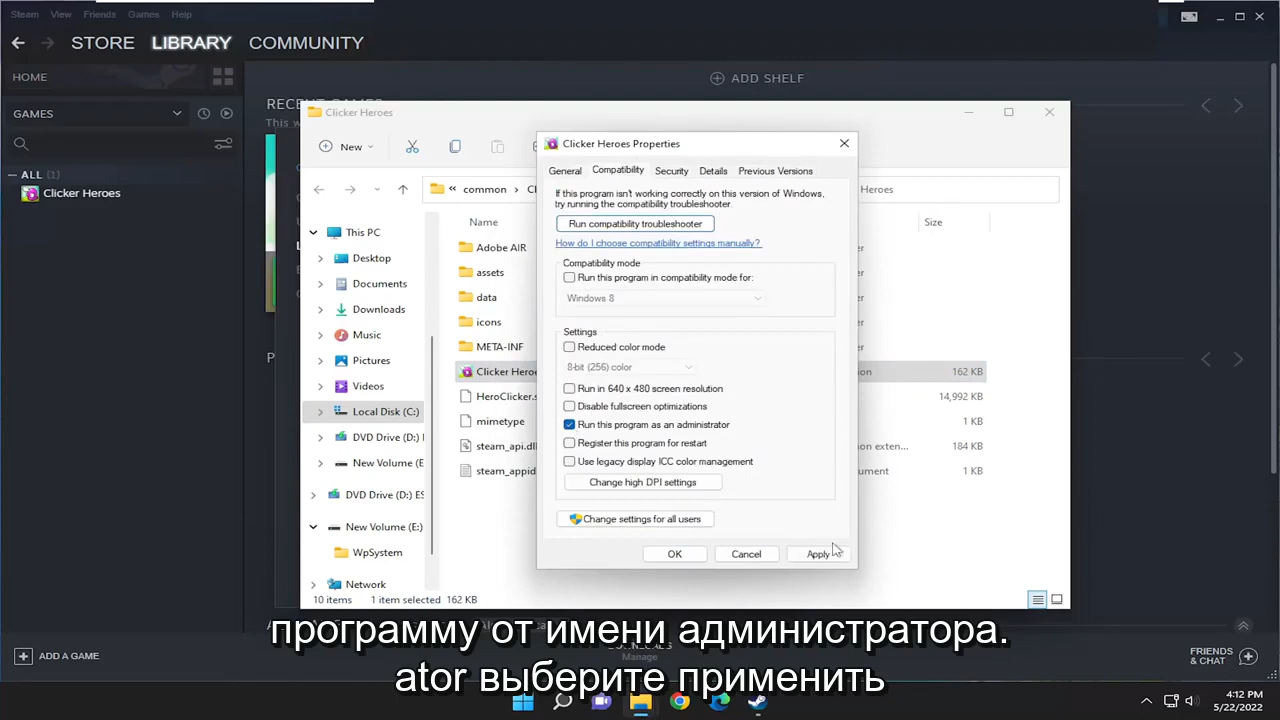 Steam View Friends Games Help
STORE LIBRARY COMMUNITY
HOME
ADD SHELF
GAMES
RECENT GAMES
ALL (1)
Clicker Heroes
Clicker Heroes
New
common
Heroes
Name
Size
This PC
Desktop
Documents
Downloads
Music
Pictures
Videos
Local Disk (C:)
DVD Drive (D:)
New Volume (E
DVD Drive (D:) ES
New Volume (E:)
WpSystem
Network
Adobe AIR
assets
data
icons
META-INF
Clicker Heroe
162 KB
HeroClicker.s
14,992 KB
mimetype
1 KB
steam_api.dl
on exten...
184 KB
steam_appid
ument
1 KB
10 items 1 item selected 162 KB
Clicker Heroes Properties
General Compatibility Security Details Previous Versions
If this program isn't working correctly on this version of Windows,
try running the compatibility troubleshooter.
Run compatibility troubleshooter
How do I choose compatibility settings manually?
Compatibility mode
Run this program in compatibility mode for:
Windows 8
Settings
Reduced color mode
8-bit (256) color
Run in 640 x 480 screen resolution
Disable fullscreen optimizations
Run this program as an administrator
Register this program for restart
Use legacy display ICC color management
Change high DPI settings
Change settings for all users
OK Cancel Apply
программу от имени администратора.
ator выберите применить
Manage
ADD A GAME
FRIENDS
& CHAT
4:12 PM
5/22/2022